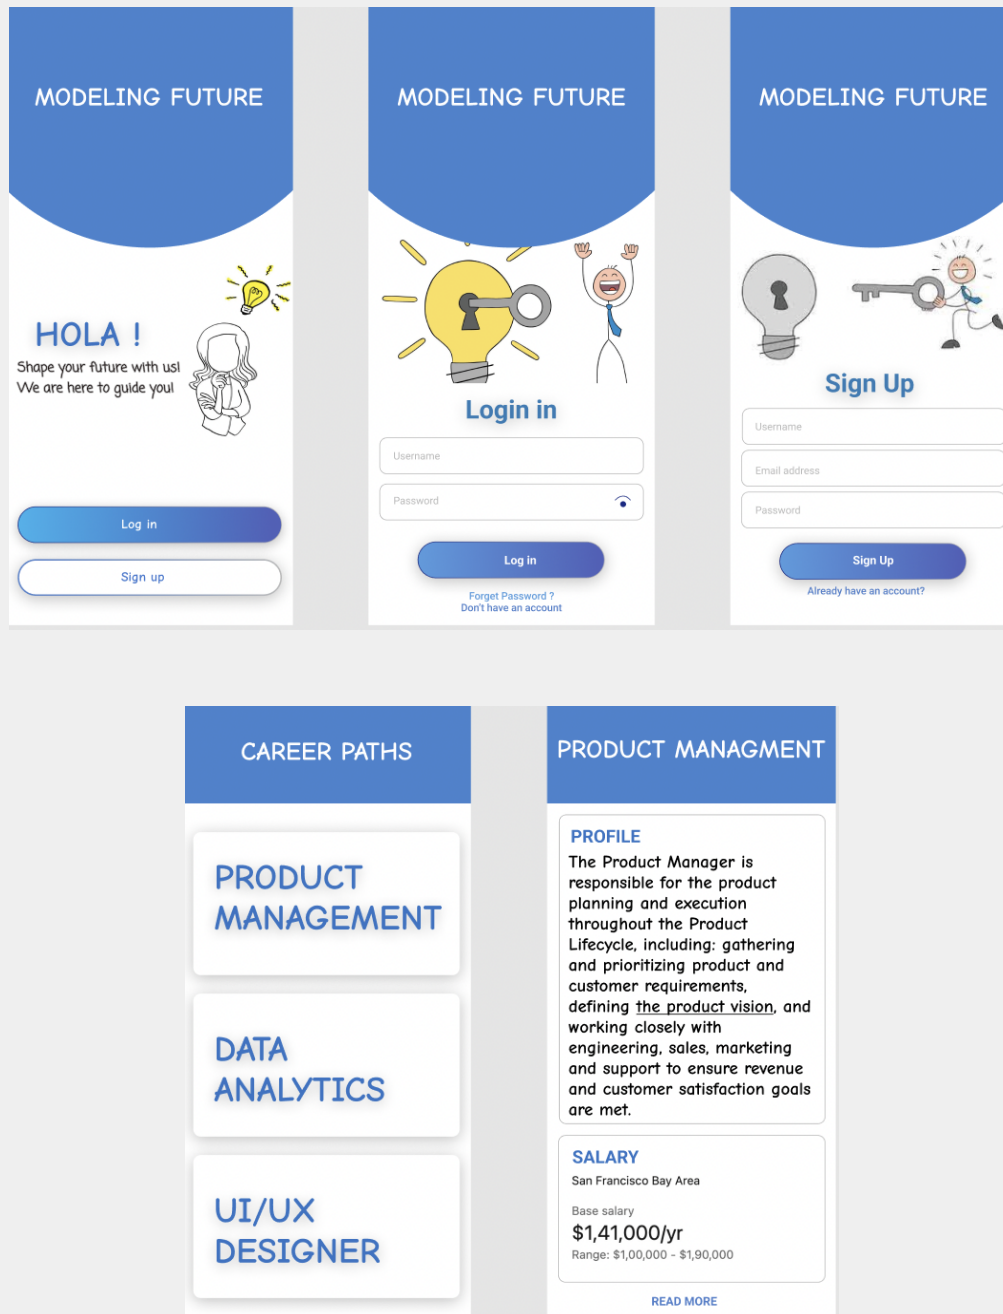 MODELING FUTURE
HOLA !
Shape your future with us!
We are here to guide you!
Log in
Sign up
MODELING FUTURE
Login in
Username
Password
Log in
Forget Password ?
Don't have an account
MODELING FUTURE
Sign Up
Username
Email address
Password
Sign Up
Already have an account?
CAREER PATHS
PRODUCT
MANAGEMENT
DATA
ANALYTICS
UI/UX
DESIGNER
PRODUCT MANAGMENT
PROFILE
The Product Manager is
responsible for the product
planning and execution
throughout the Product
Lifecycle, including: gathering
and prioritizing product and
customer requirements,
defining the product vision, and
working closely with
engineering, sales, marketing
and support to ensure revenue
and customer satisfaction goals
are met.
SALARY
San Francisco Bay Area
Base salary
$1,41,000/yr
Range: $1,00,000 - $1,90,000
READ MORE